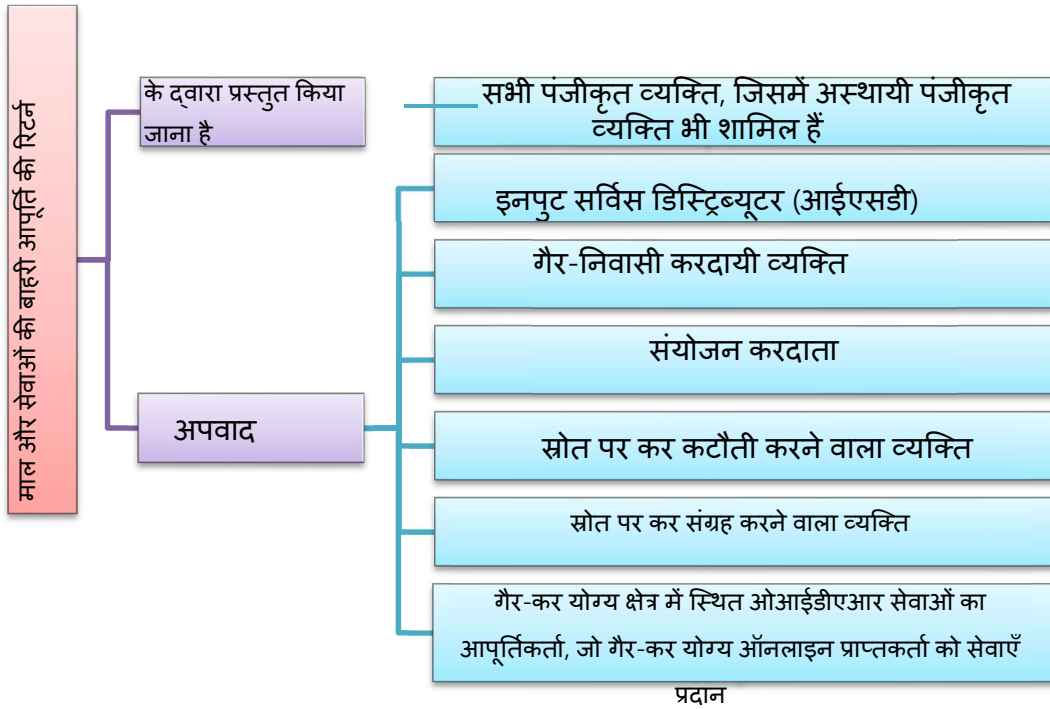 माल और सेवाओं की बाहरी आपूर्ति की रिटर्न
के द्वारा प्रस्तुत किया
जाना है
सभी पंजीकृत व्यक्ति, जिसमें अस्थायी पंजीकृत
व्यक्ति भी शामिल हैं
अपवाद
इनपुट सर्विस डिस्ट्रिब्यूटर (आईएसडी)
गैर-निवासी करदायी व्यक्ति
संयोजन करदाता
स्रोत पर कर कटौती करने वाला व्यक्ति
स्रोत पर कर संग्रह करने वाला व्यक्ति
गैर-कर योग्य क्षेत्र में स्थित ओआईडीएआर सेवाओं का
आपूर्तिकर्ता, जो गैर-कर योग्य ऑनलाइन प्राप्तकर्ता को सेवाएँ
प्रदान